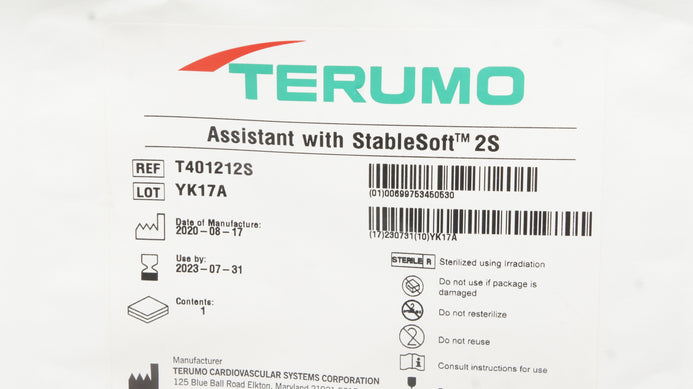 TERUMO
Assistant with StableSoft™ 2S
REF T401212S
LOT YK17A
(01)00699753450530
Date of Manufacture:
2020-08-17
(17)230731(10)YK17A
Use by:
2023-07-31
STERILE R Sterilized using Irradiation
Do not use if package is
damaged
Contents:
1
Do not resterilize
2 Do not reuse
i Consult instructions for use
Manufacturer
TERUMO CARDIOVASCULAR SYSTEMS CORPORATION
125 Blue Ball Road Elkton, Maryland 21921